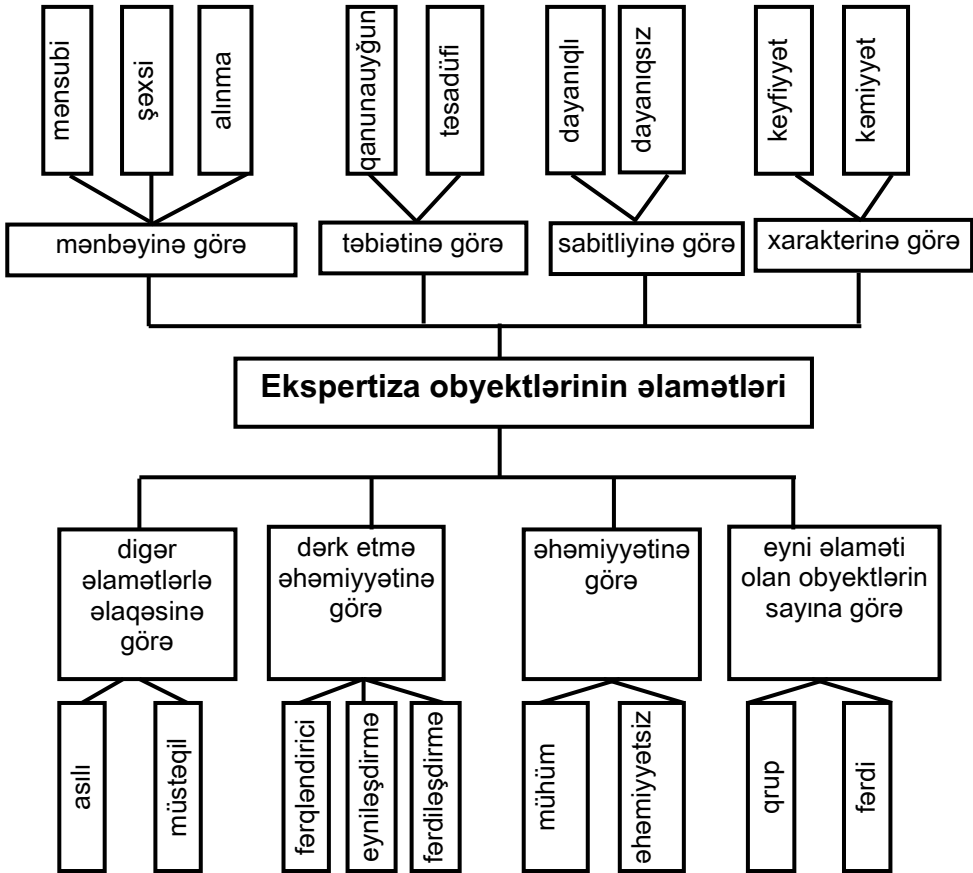 mənsubi
şəxsi
alınma
qanunauyğun
təsadüfi
dayanıqlı
dayanıqsız
keyfiyyət
kəmiyyət
mənbəyinə görə
təbiətinə görə
sabitliyinə görə
xarakterinə görə
Ekspertiza obyektlərinin əlamətləri
digər
əlamətlərlə
əlaqəsinə
görə
dərk etmə
əhəmiyyətinə
görə
əhəmiyyətinə
görə
eyni əlaməti
olan obyektlərin
sayına görə
asılı
müstəqil
fərqləndirici
eyniləşdirmə
fərdiləşdirmə
mühüm
əhəmiyyətsiz
qrup
fərdi